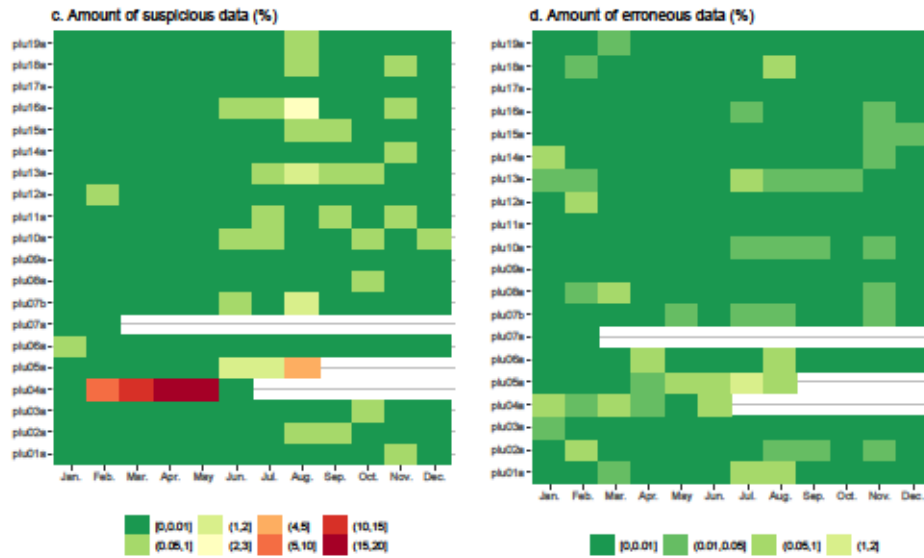 c. Amount of suspicious data (%)
plu19a
plu18a
plu17a
plu16a
plu15a
plu14a
plu13a
plu12a
plu11a
plu10a
plu09a
plu08a
plu07b
plu07a
plu06a
plu05a
plu04a
plu03a
plu02a
plu01a
Jan. Feb. Mar. Apr. May Jun. Jul. Aug. Sep. Oct. Nov. Dec.
[0,0.01] (1,2] (4,5] (10,15]
(0.05,1] (2,3] (5,10] (15,20]
d. Amount of erroneous data (%)
plu19a
plu18a
plu17a
plu16a
plu15a
plu14a
plu13a
plu12a
plu11a
plu10a
plu09a
plu08a
plu07b
plu07a
plu06a
plu05a
plu04a
plu03a
plu02a
plu01a
Jan. Feb. Mar. Apr. May Jun. Jul. Aug. Sep. Oct. Nov. Dec.
[0,0.01] (0.01,0.05] (0.05,1] (1,2]